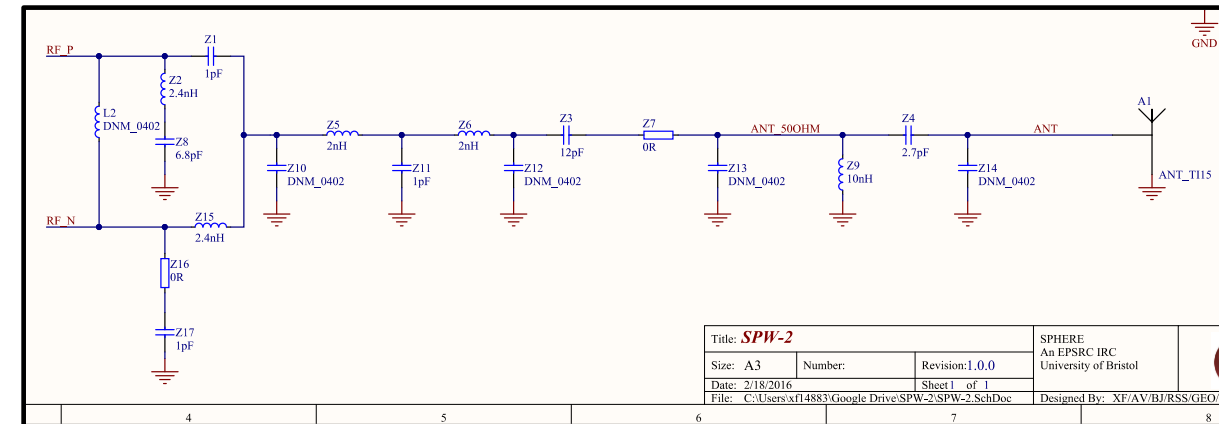 GND
RF_P
Z1
1pF
Z2
2.4nH
L2
DNM_0402
Z8
6.8pF
RF_N
Z15
2.4nH
Z16
0R
Z17
1pF
Z10
DNM_0402
Z5
2nH
Z11
1pF
Z6
2nH
Z12
DNM_0402
Z3
12pF
Z7
0R
Z13
DNM_0402
ANT_50OHM
Z9
10nH
Z4
2.7pF
Z14
DNM_0402
ANT
A1
ANT_TI15
Title: SPW-2
Size: A3 Number: Revision:1.0.0
Date: 2/18/2016 Sheet 1 of 1
File: C:\Users\xf14883\Google Drive\SPW-2\SPW-2.SchDoc
SPHERE
An EPSRC IRC
University of Bristol
Designed By: XF/AV/BJ/RSS/GEO/
4 5 6 7 8